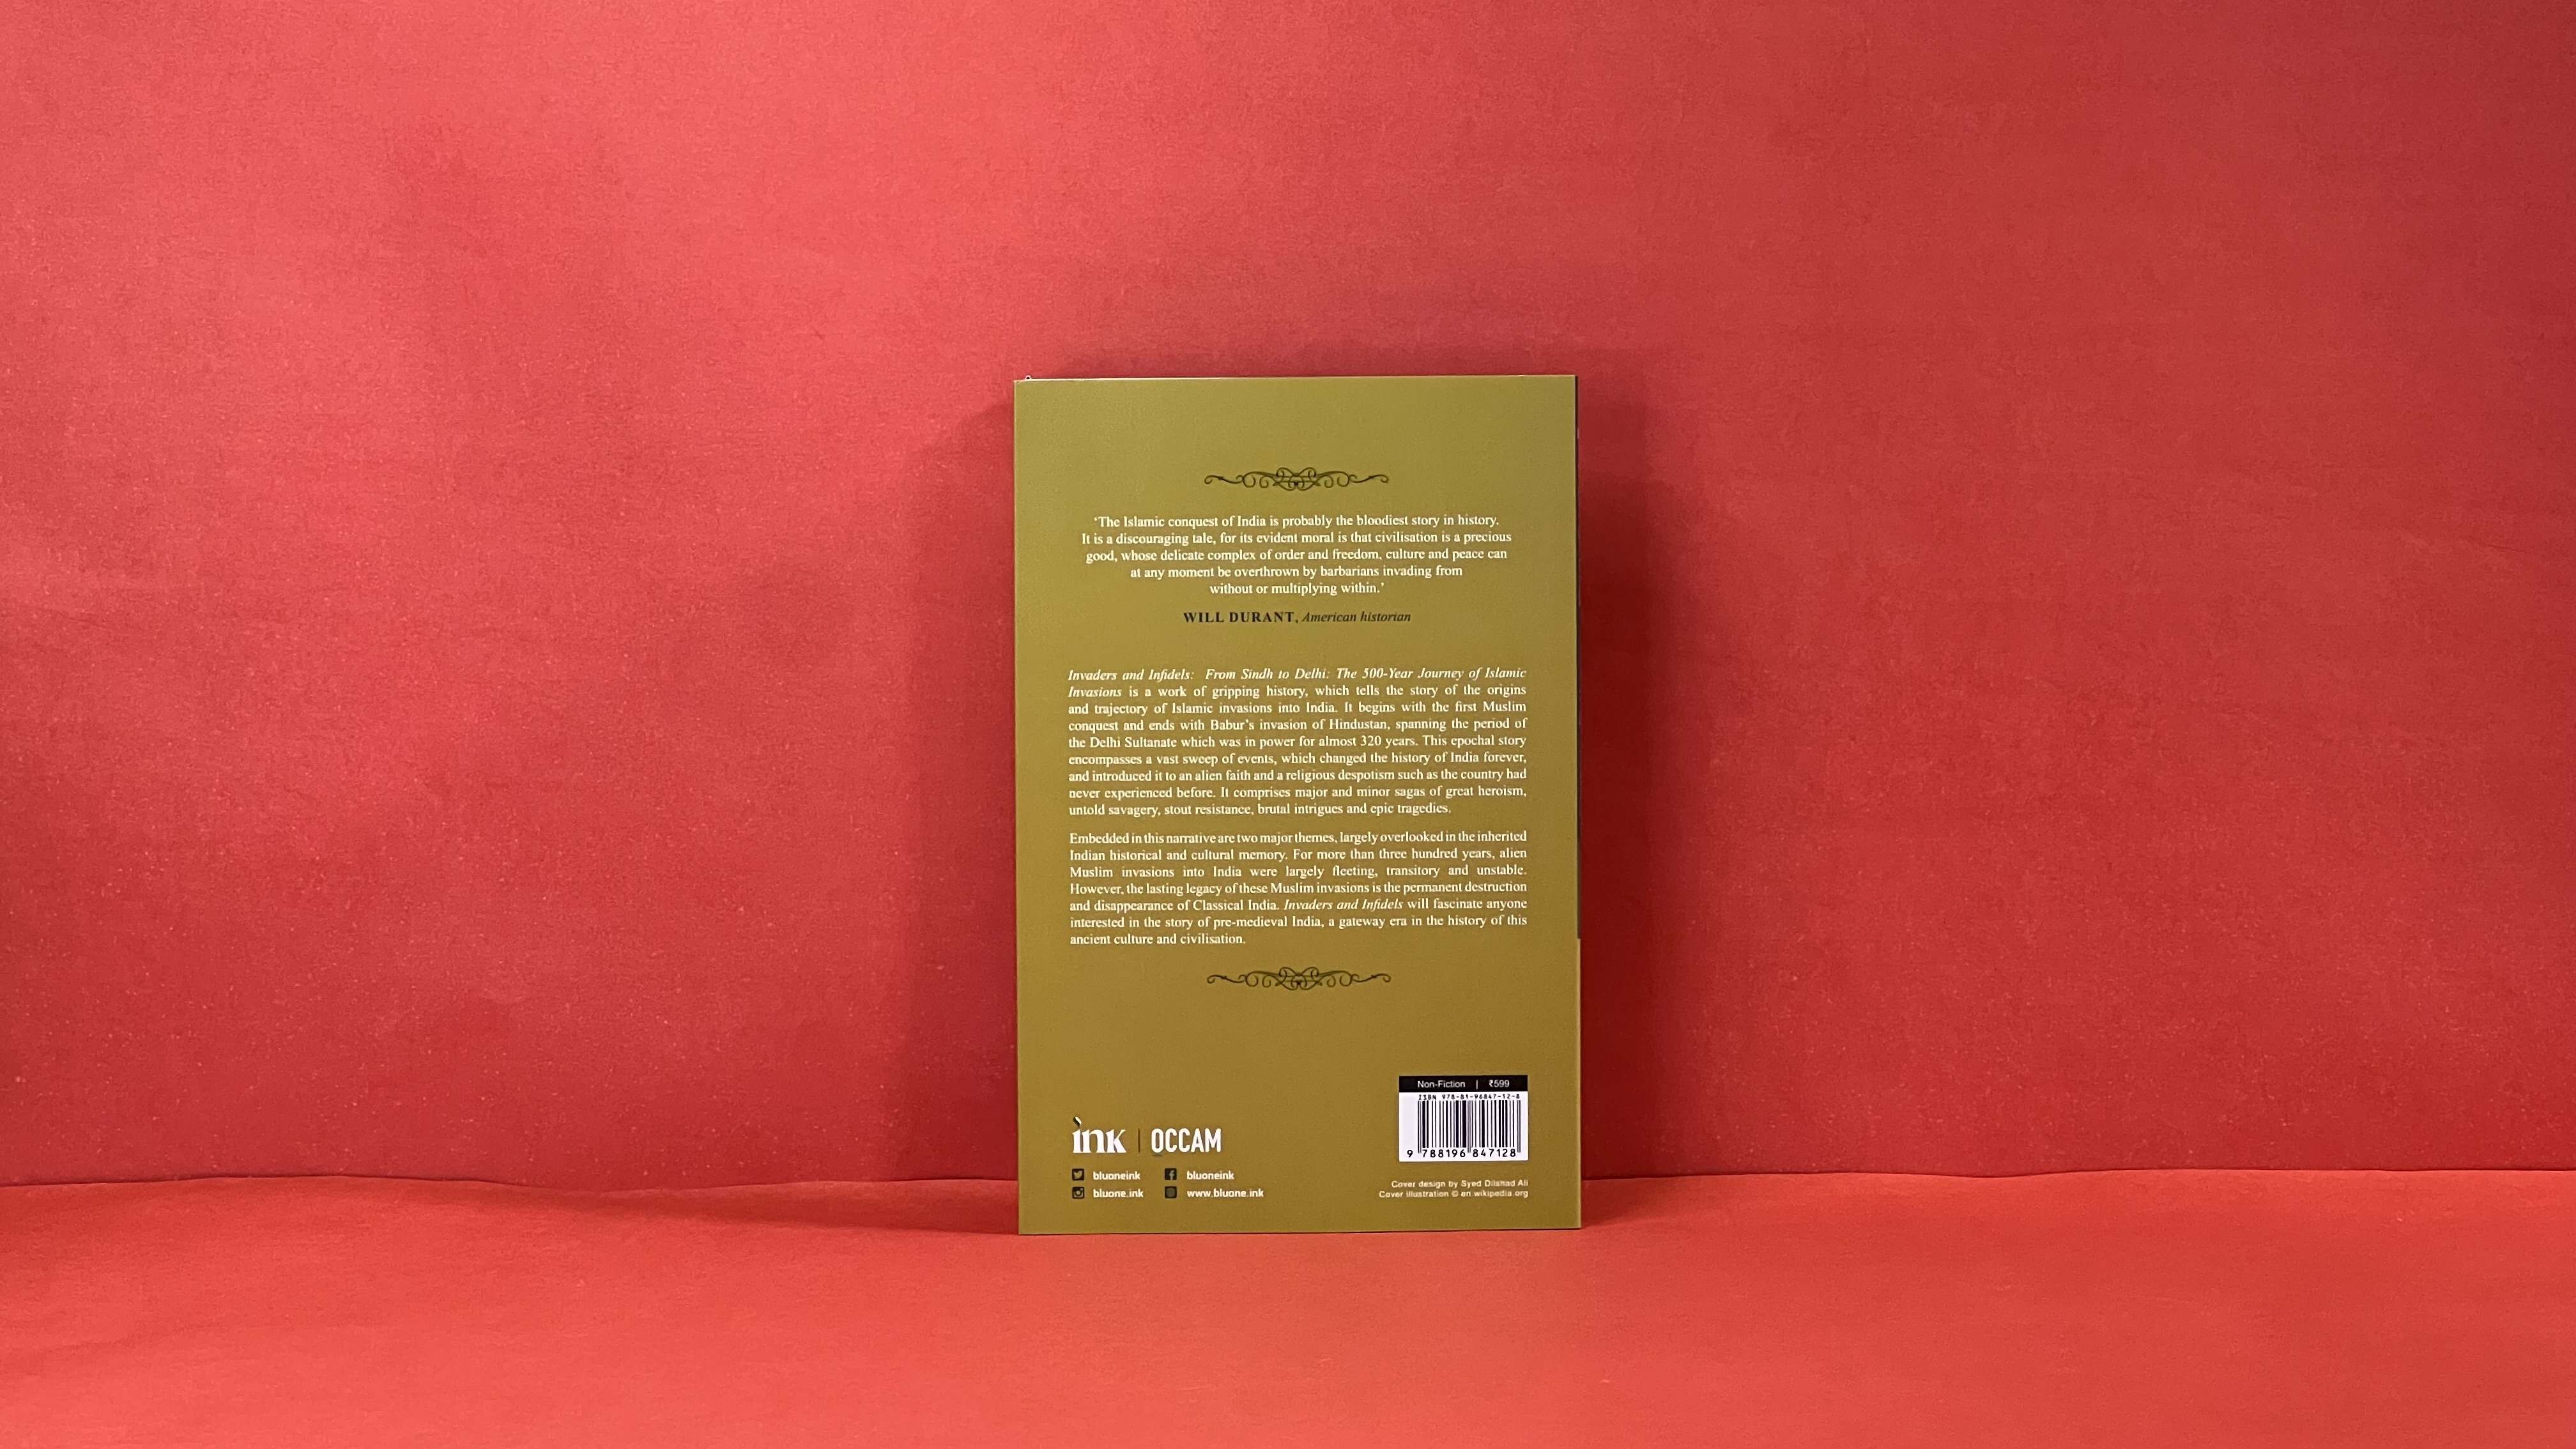 'The Islamic conquest of India is probably the bloodiest story in history.
It is a discouraging tale, for its evident moral is that civilisation is a precious
good, whose delicate complex of order and freedom, culture and peace can
at any moment be overthrown by barbarians invading from
without or multiplying within.'
WILL DURANT, American historian
Invaders and Infidels: From Sindh to Delhi: The 500-Year Journey of Islamic
Invasions is a work of gripping history, which tells the story of the origins
and trajectory of Islamic invasions into India. It begins with the first Muslim
conquest and ends with Babur's invasion of Hindustan, spanning the period of
the Delhi Sultanate which was in power for almost 320 years. This epochal story
encompasses a vast sweep of events, which changed the history of India forever,
and introduced it to an alien faith and a religious despotism such as the country had
never experienced before. It comprises major and minor sagas of great heroism,
untold savagery, stout resistance, brutal intrigues and epic tragedies.
Embedded in this narrative are two major themes, largely overlooked in the inherited
Indian historical and cultural memory. For more than three hundred years, alien
Muslim invasions into India were largely fleeting, transitory and unstable.
However, the lasting legacy of these Muslim invasions is the permanent destruction
and disappearance of Classical India. Invaders and Infidels will fascinate anyone
interested in the story of pre-medieval India, a gateway era in the history of this
ancient culture and civilisation.
Non-Fiction | ₹599
ISBN 978-81-96847-12-8
9 788196 847128
ink | OCCAM
bluoneink bluoneink
bluone.ink www.bluone.ink
Cover design by Syed Dilshad Ali
Cover illustration © en.wikipedia.org